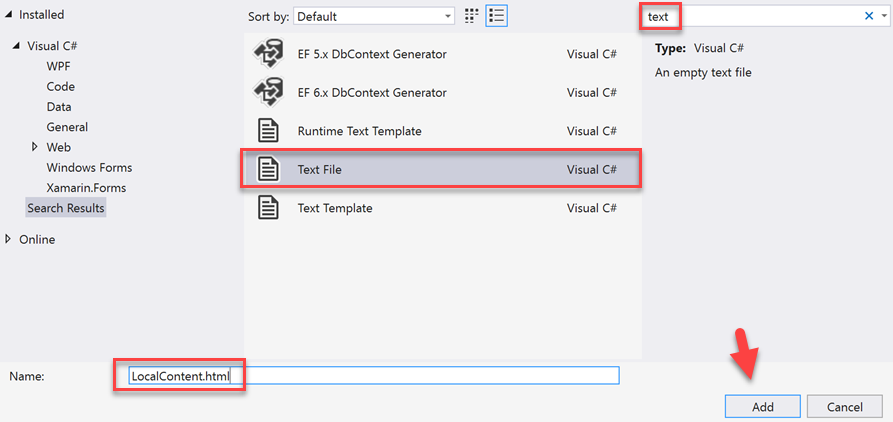 Installed
Visual C#
WPF
Code
Data
General
Web
Windows Forms
Xamarin.Forms
Search Results
Online
Sort by: Default
EF 5.x DbContext Generator Visual C#
EF 6.x DbContext Generator Visual C#
Runtime Text Template Visual C#
Text File Visual C#
Text Template Visual C#
text
Type: Visual C#
An empty text file
Name: LocalContent.html
Add Cancel